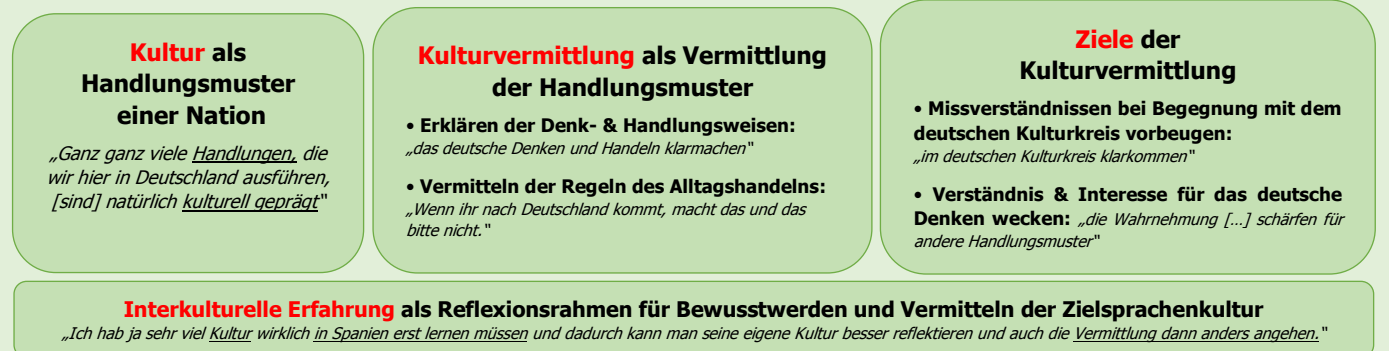 Kultur als
Handlungsmuster
einer Nation
„Ganz ganz viele Handlungen, die
wir hier in Deutschland ausführen,
[sind] natürlich kulturell geprägt"
Kulturvermittlung als Vermittlung
der Handlungsmuster
• Erklären der Denk- & Handlungsweisen:
„das deutsche Denken und Handeln klarmachen"
• Vermitteln der Regeln des Alltagshandelns:
„Wenn ihr nach Deutschland kommt, macht das und das
bitte nicht."
Ziele der
Kulturvermittlung
• Missverständnissen bei Begegnung mit dem
deutschen Kulturkreis vorbeugen:
„im deutschen Kulturkreis klarkommen"
• Verständnis & Interesse für das deutsche
Denken wecken: „die Wahrnehmung […] schärfen für
andere Handlungsmuster"
Interkulturelle Erfahrung als Reflexionsrahmen für Bewusstwerden und Vermitteln der Zielsprachenkultur
„Ich hab ja sehr viel Kultur wirklich in Spanien erst lernen müssen und dadurch kann man seine eigene Kultur besser reflektieren und auch die Vermittlung dann anders angehen."